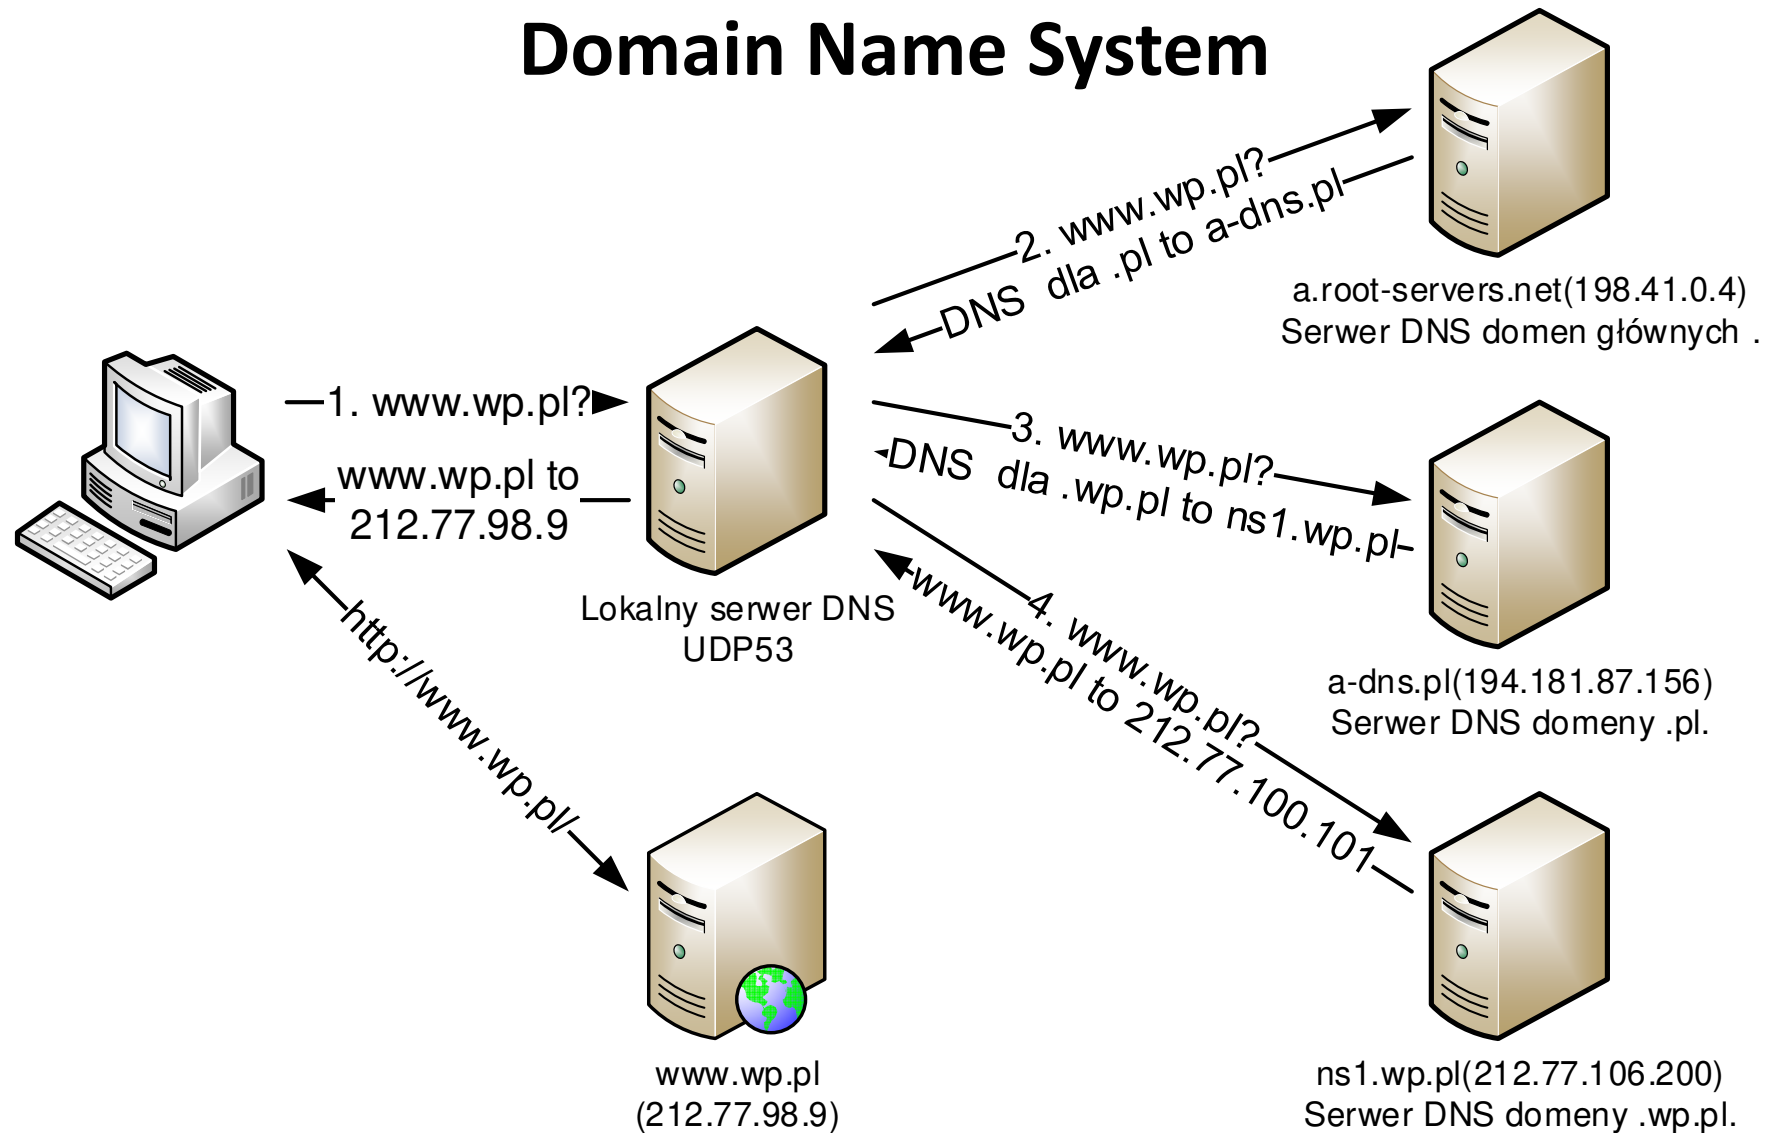 Domain Name System
2. www.wp.pl?
DNS dla .pl to a-dns.pl
a.root-servers.net(198.41.0.4)
Serwer DNS domen głównych .
1. www.wp.pl?
www.wp.pl to
212.77.98.9
3. www.wp.pl?
DNS dla .wp.pl to ns1.wp.pl
Lokalny serwer DNS
UDP53
4. www.wp.pl?
www.wp.pl to 212.77.100.101
a-dns.pl(194.181.87.156)
Serwer DNS domeny .pl.
http://www.wp.pl/
www.wp.pl
(212.77.98.9)
ns1.wp.pl(212.77.106.200)
Serwer DNS domeny .wp.pl.